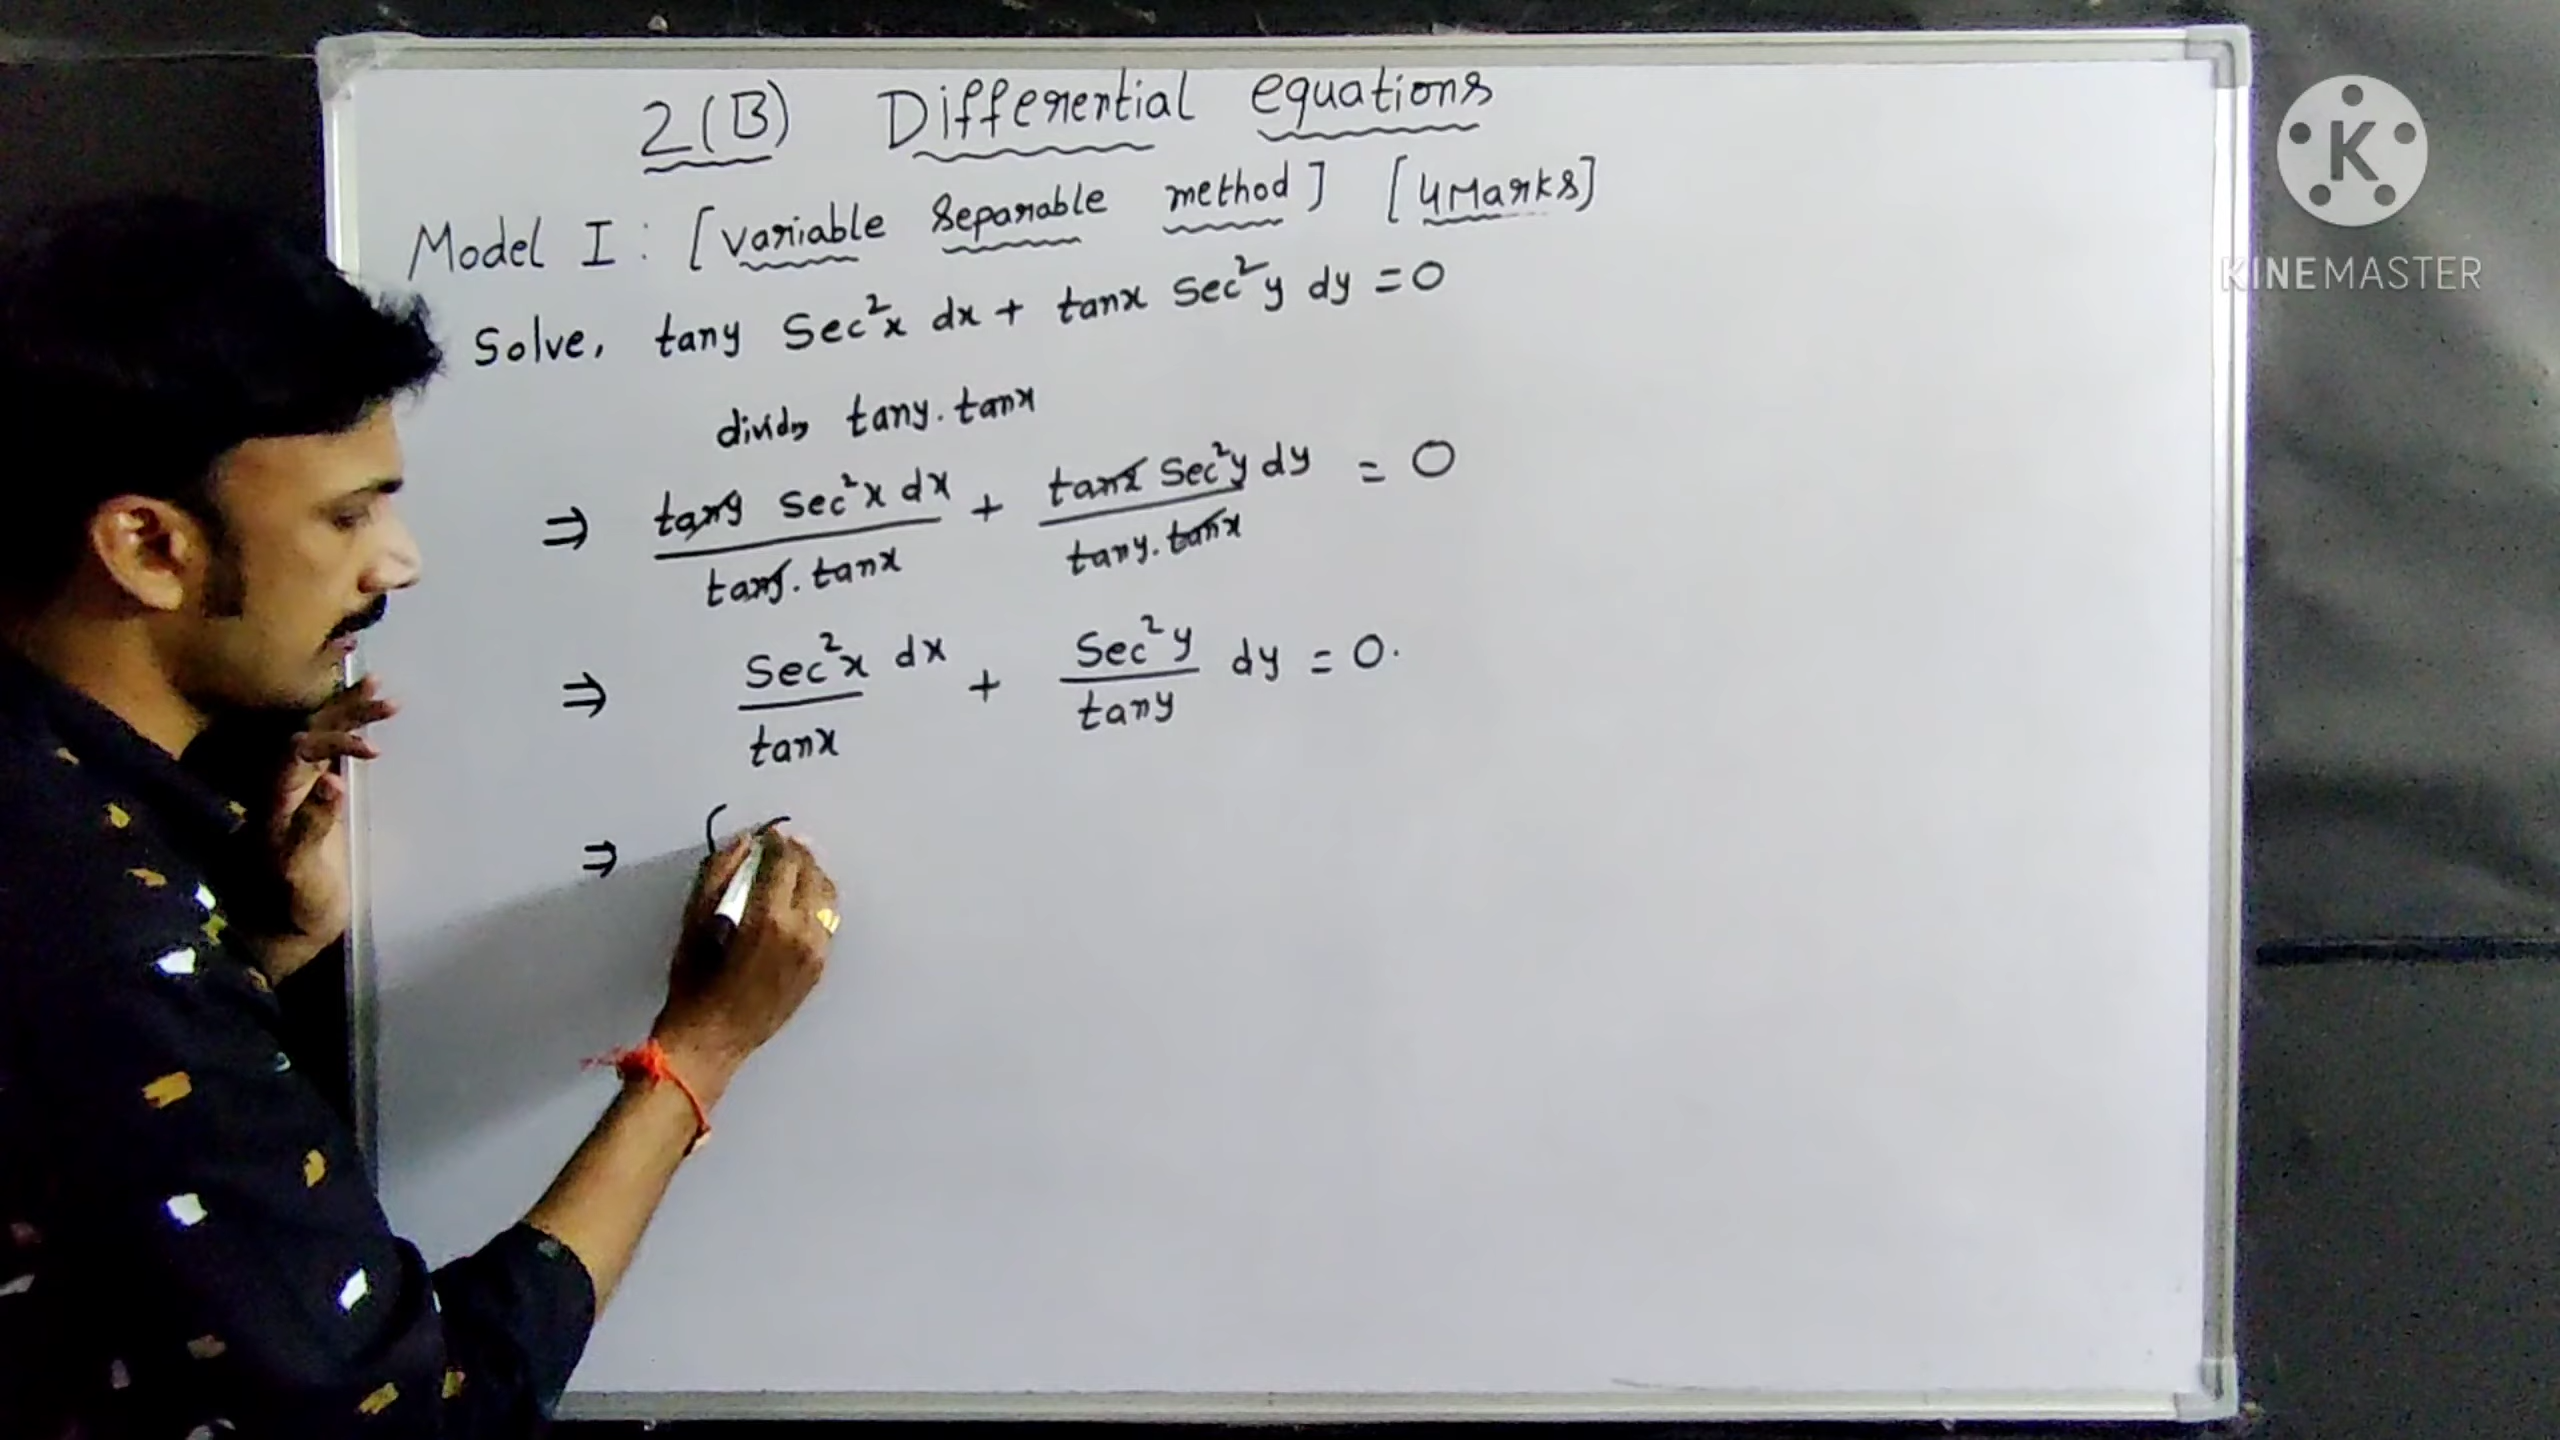 2(B) Differential equations
Model I : [variable separable method] [4Marks]
Solve, tany Sec²x dx + tanx Sec²y dy = 0
tany. tanx
⇒ tany sec²x dx / tany. tanx + tanx Sec²y dy / tany. tanx = 0
⇒ Sec²x / tanx dx + Sec²y / tany dy = 0.
⇒ ∫
K
KINEMASTER